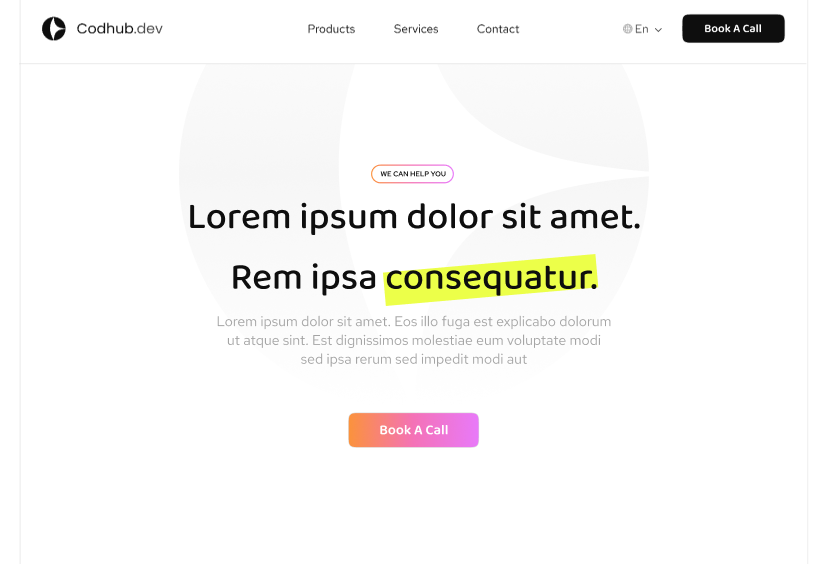 Codhub.dev
Products
Services
Contact
En
Book A Call
WE CAN HELP YOU
Lorem ipsum dolor sit amet.
Rem ipsa consequatur.
Lorem ipsum dolor sit amet. Eos illo fuga est explicabo dolorum
ut atque sint. Est dignissimos molestiae eum voluptate modi
sed ipsa rerum sed impedit modi aut
Book A Call